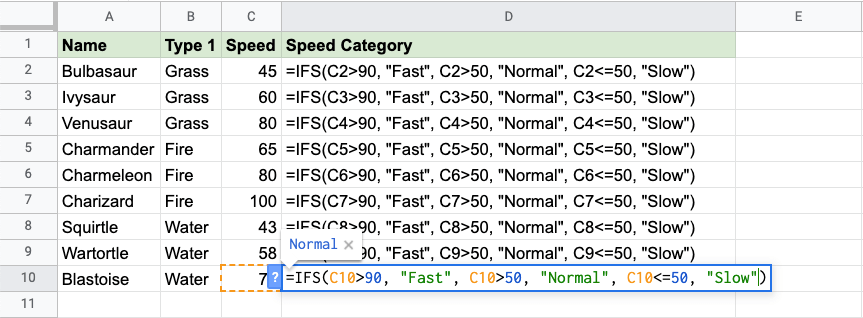 A B C D E
1 Name Type 1 Speed Speed Category
2 Bulbasaur Grass 45 =IFS(C2>90, "Fast", C2>50, "Normal", C2<=50, "Slow")
3 Ivysaur Grass 60 =IFS(C3>90, "Fast", C3>50, "Normal", C3<=50, "Slow")
4 Venusaur Grass 80 =IFS(C4>90, "Fast", C4>50, "Normal", C4<=50, "Slow")
5 Charmander Fire 65 =IFS(C5>90, "Fast", C5>50, "Normal", C5<=50, "Slow")
6 Charmeleon Fire 80 =IFS(C6>90, "Fast", C6>50, "Normal", C6<=50, "Slow")
7 Charizard Fire 100 =IFS(C7>90, "Fast", C7>50, "Normal", C7<=50, "Slow")
8 Squirtle Water 43 =IFS(C8>90, "Fast", C8>50, "Normal", C8<=50, "Slow")
Normal ×
9 Wartortle Water 58 =IFS(C9>90, "Fast", C9>50, "Normal", C9<=50, "Slow")
10 Blastoise Water 7 ? =IFS(C10>90, "Fast", C10>50, "Normal", C10<=50, "Slow")
11